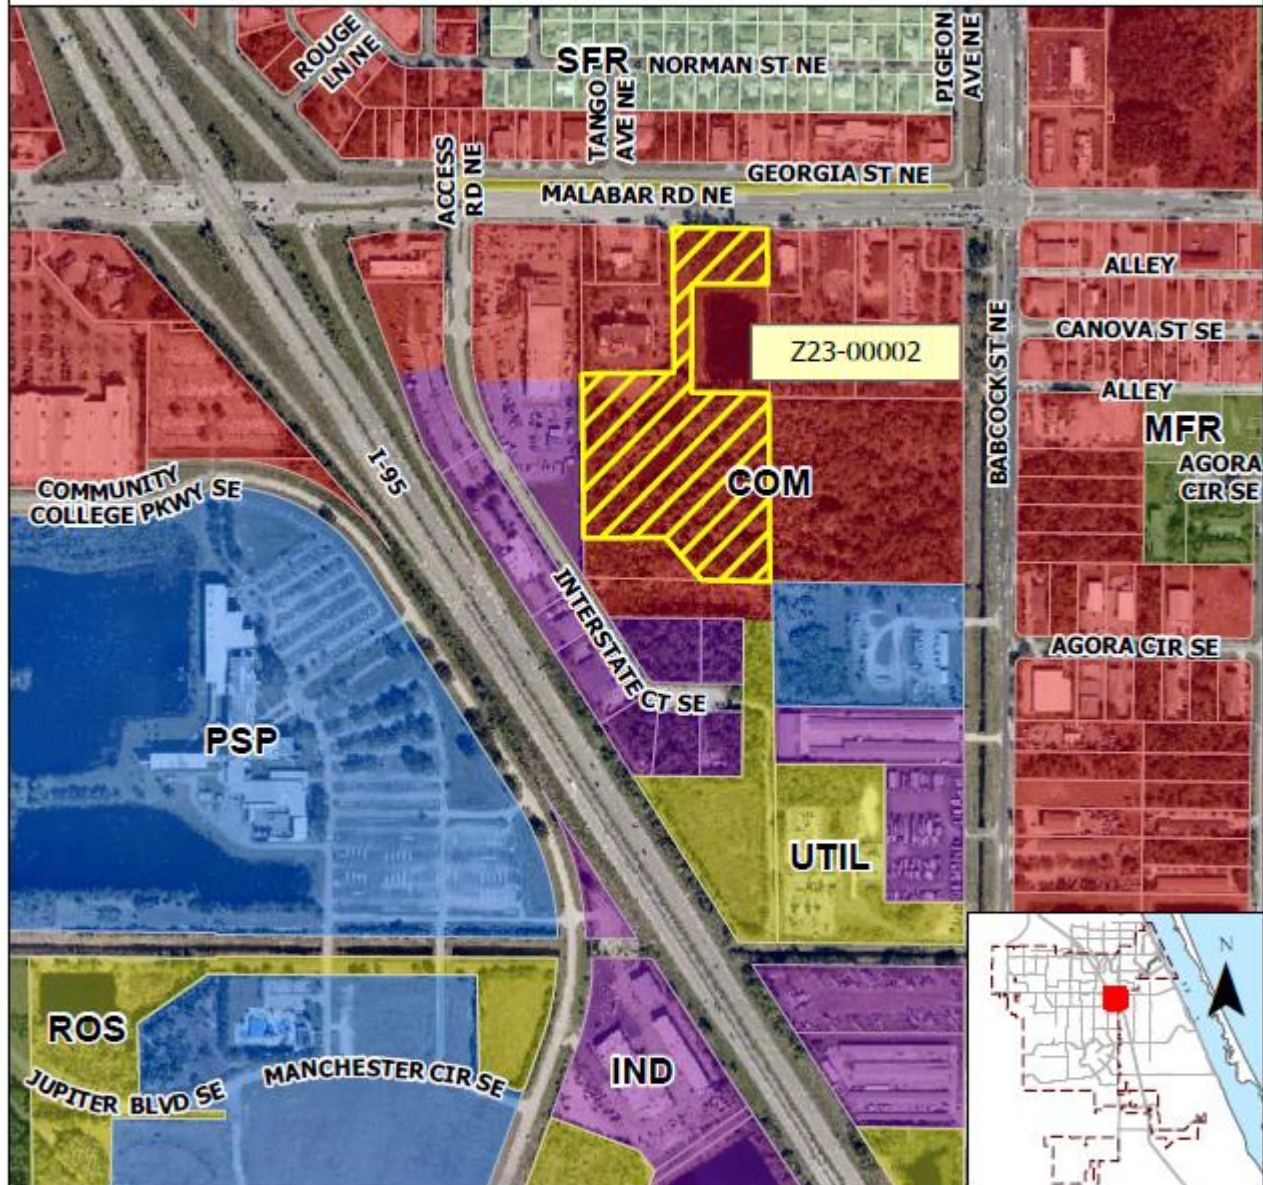 ROUGE
LN NE
SFR
NORMAN ST NE
PIGEON
AVE NE
TANGO
AVE NE
ACCESS
RD NE
GEORGIA ST NE
MALABAR RD NE
ALLEY
Z23-00002
CANOVA ST SE
BABCOCK ST NE
ALLEY
MFR
I-95
COM
AGORA
CIR SE
COMMUNITY
COLLEGE PKWY SE
INTERSTATE CT SE
AGORA CIR SE
PSP
UTIL
N
ROS
IND
MANCHESTER CIR SE
JUPITER BLVD SE